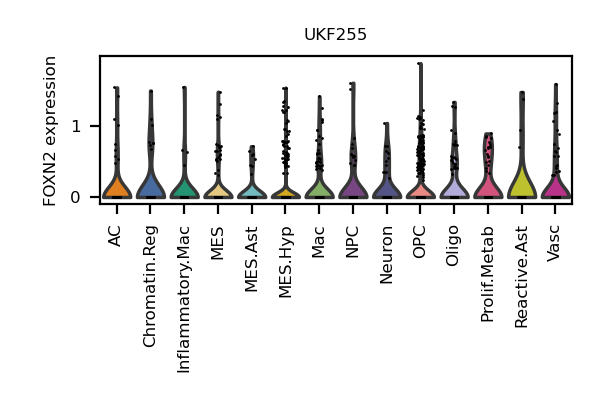 UKF255
FOXN2 expression
1
0
AC
Chromatin.Reg
Inflammatory.Mac
MES
MES.Ast
MES.Hyp
Mac
NPC
Neuron
OPC
Oligo
Prolif.Metab
Reactive.Ast
Vasc